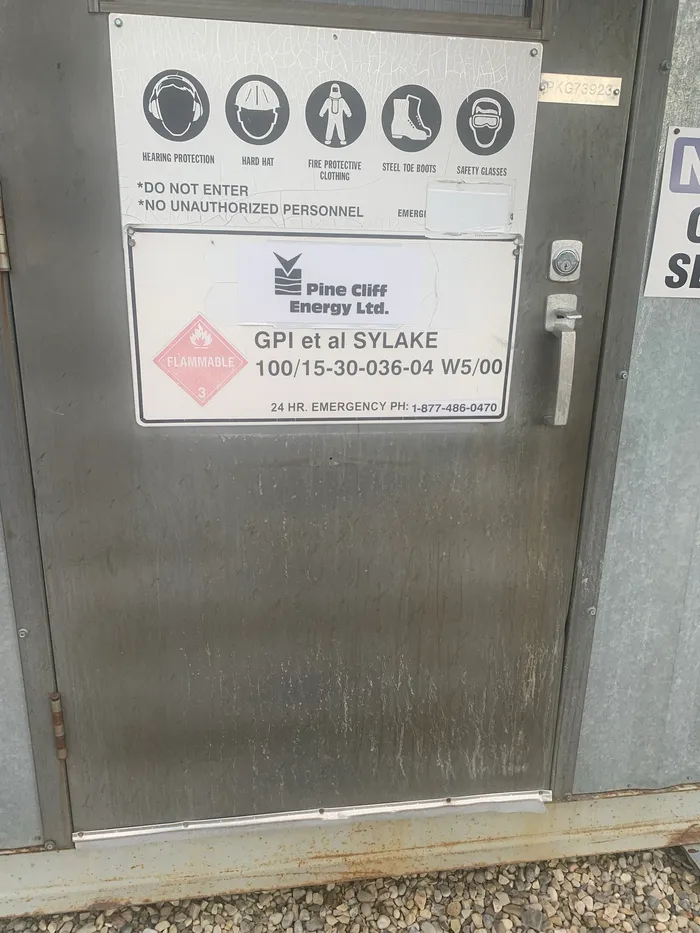 HEARING PROTECTION
HARD HAT
FIRE PROTECTIVE
CLOTHING
STEEL TOE BOOTS
SAFETY GLASSES
PKG73923
*DO NOT ENTER
*NO UNAUTHORIZED PERSONNEL
EMERG
Pine Cliff
Energy Ltd.
FLAMMABLE
3
GPI et al SYLAKE
100/15-30-036-04 W5/00
24 HR. EMERGENCY PH: 1-877-486-0470